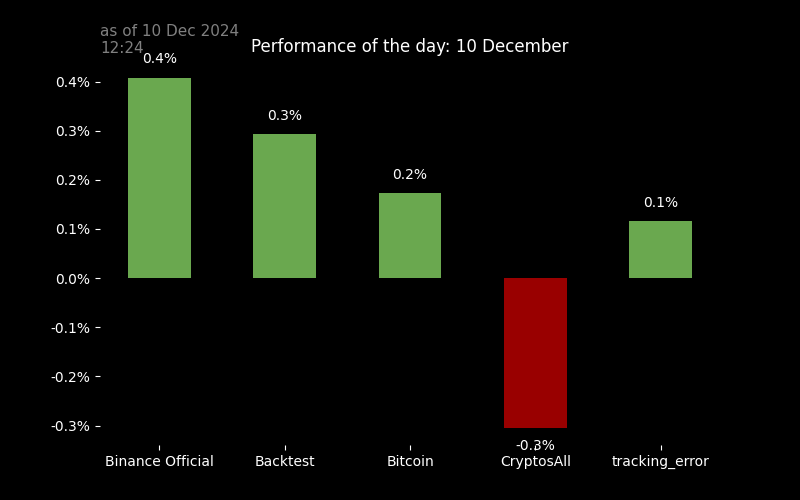 as of 10 Dec 2024
12:24
Performance of the day: 10 December
0.4%
0.3%
0.2%
0.1%
0.0%
-0.1%
-0.2%
-0.3%
0.4%
0.3%
0.2%
-0.3%
0.1%
Binance Official
Backtest
Bitcoin
CryptosAll
tracking_error